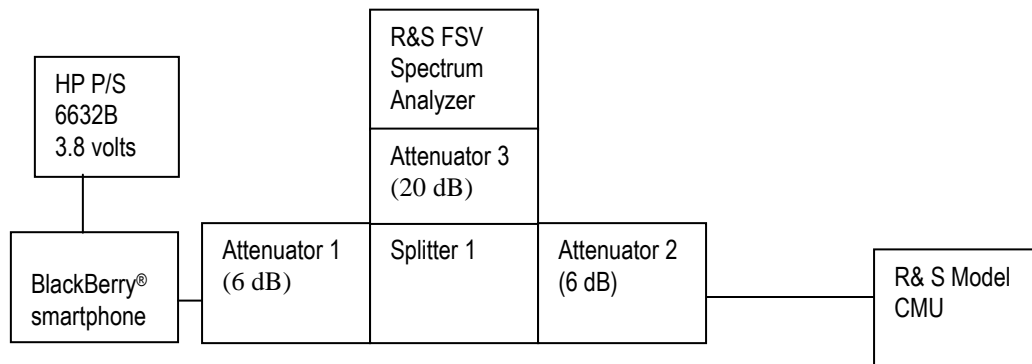 R&S FSV
Spectrum
Analyzer
HP P/S
6632B
3.8 volts
Attenuator 3
(20 dB)
BlackBerry®
smartphone
Attenuator 1
(6 dB)
Splitter 1
Attenuator 2
(6 dB)
R& S Model
CMU